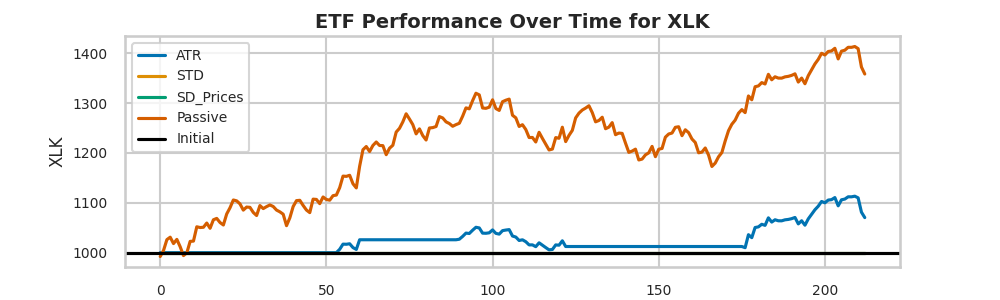 ETF Performance Over Time for XLK
ATR
STD
SD_Prices
Passive
Initial
XLK
1400
1300
1200
1100
1000
0 50 100 150 200